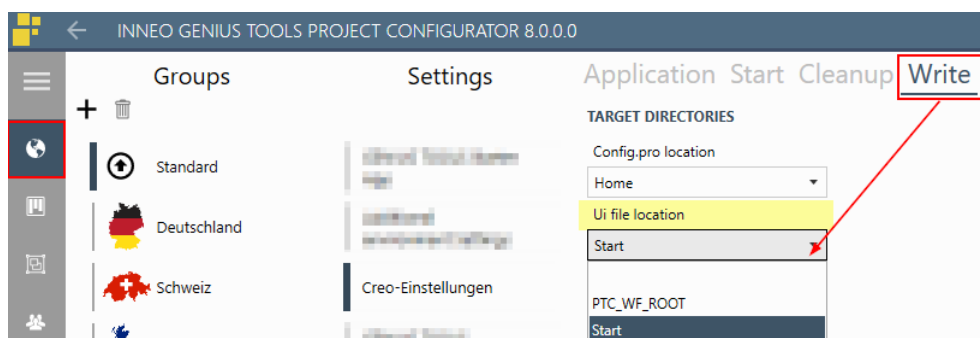 INNEO GENIUS TOOLS PROJECT CONFIGURATOR 8.0.0.0
Groups
Settings
Application Start Cleanup Write
TARGET DIRECTORIES
Config.pro location
Standard
Home
Ui file location
Deutschland
Start
Schweiz
Creo-Einstellungen
PTC_WF_ROOT
Start